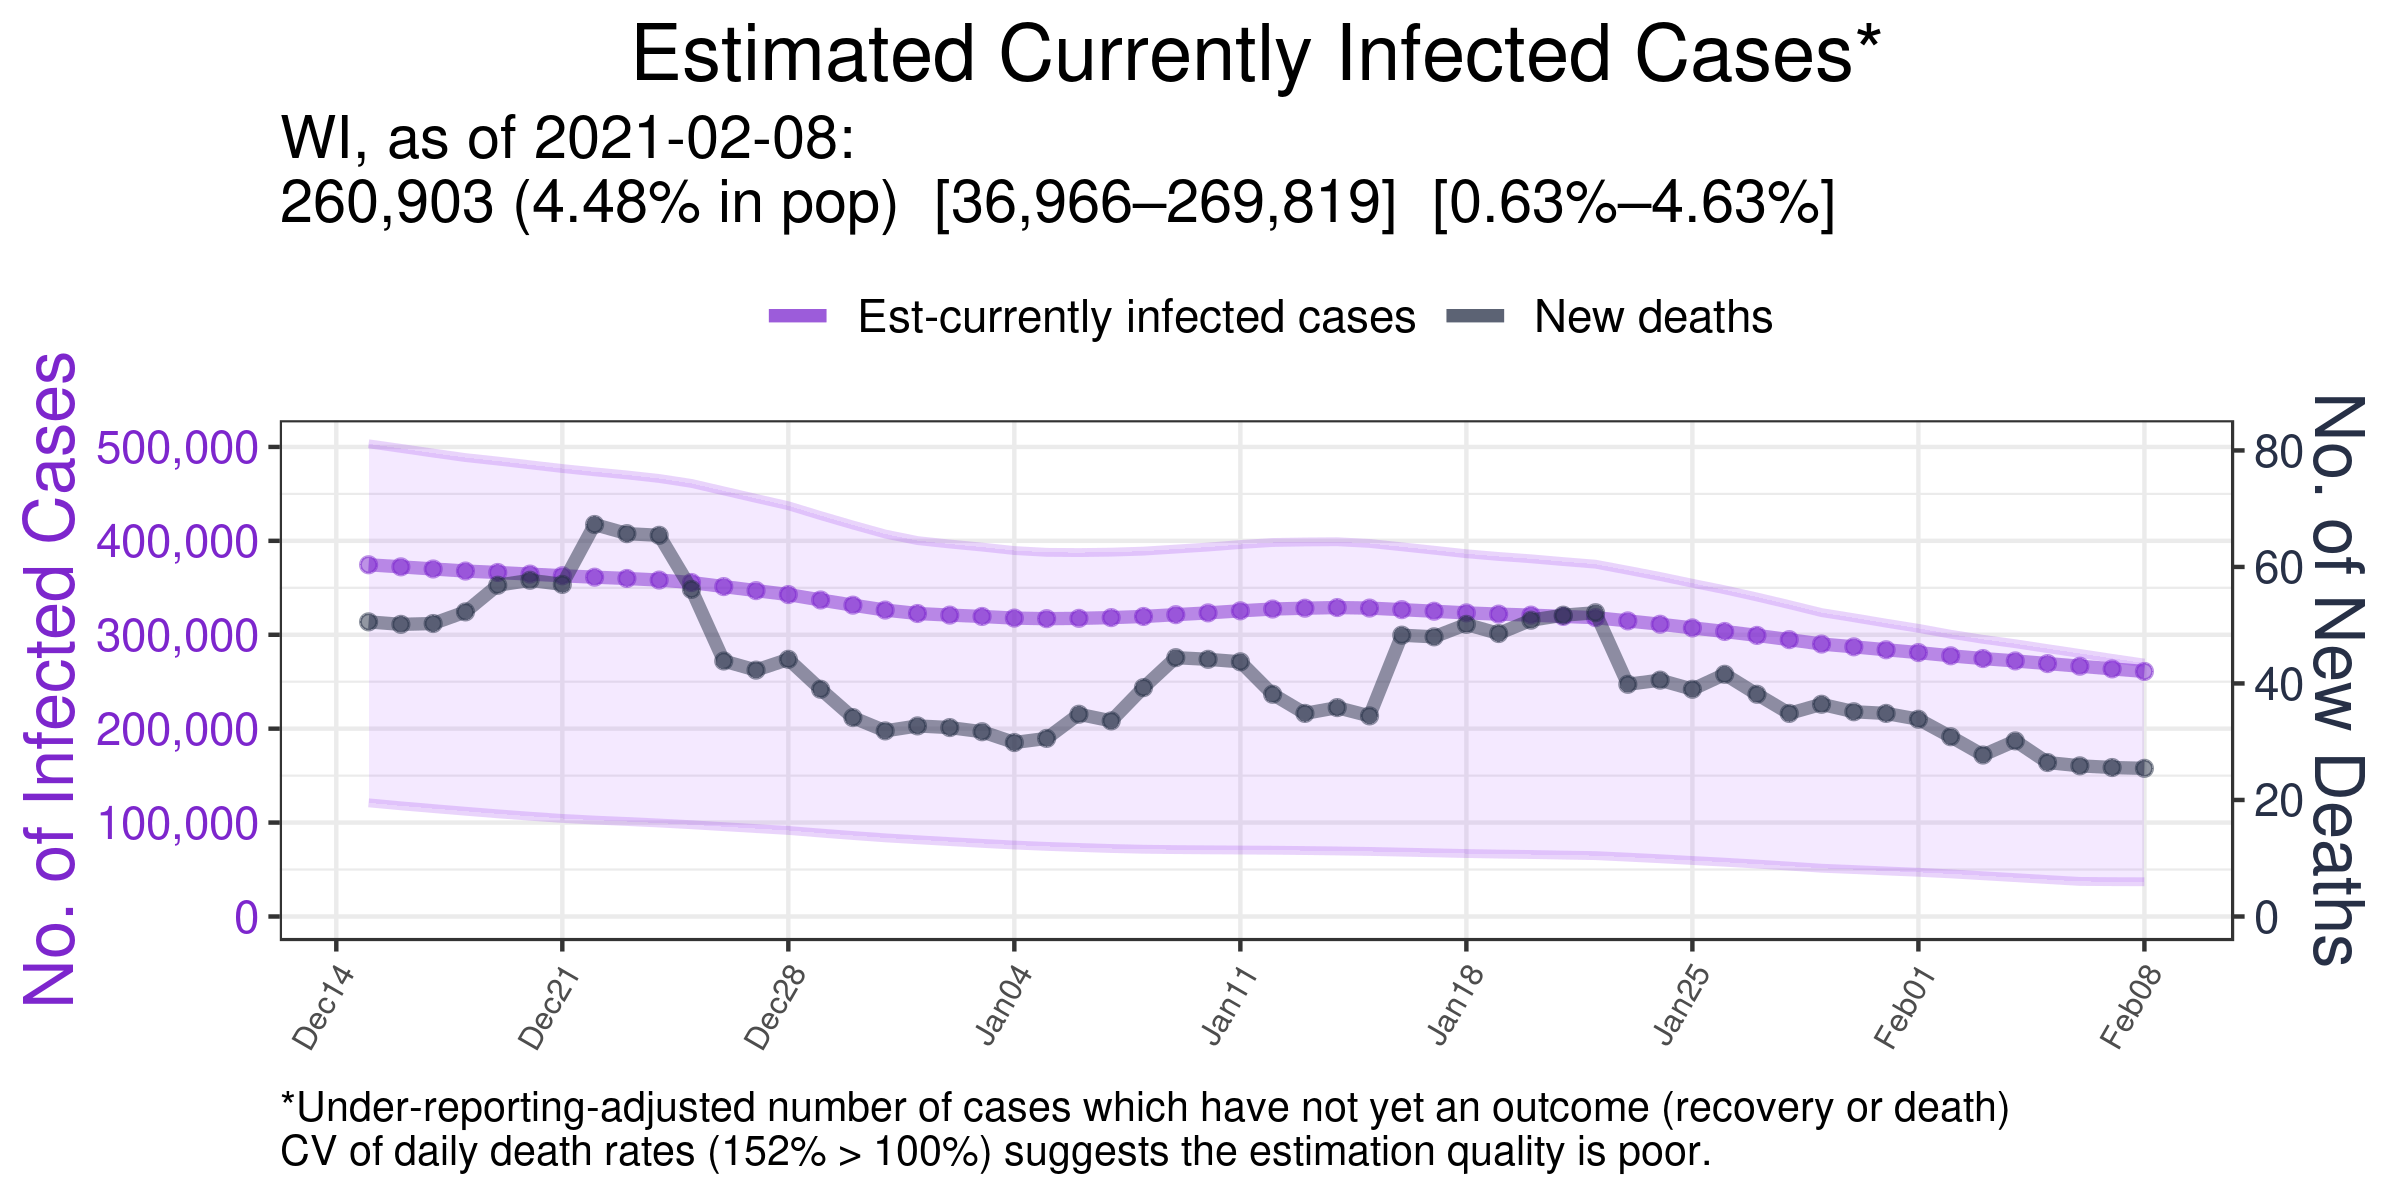 Estimated Currently Infected Cases*
WI, as of 2021-02-08:
260,903 (4.48% in pop)  [36,966–269,819]  [0.63%–4.63%]
Est-currently infected cases
New deaths
No. of Infected Cases
500,000
400,000
300,000
200,000
100,000
0
80
60
40
20
0
No. of New Deaths
Dec14
Dec21
Dec28
Jan04
Jan11
Jan18
Jan25
Feb01
Feb08
*Under-reporting-adjusted number of cases which have not yet an outcome (recovery or death)
CV of daily death rates (152% > 100%) suggests the estimation quality is poor.